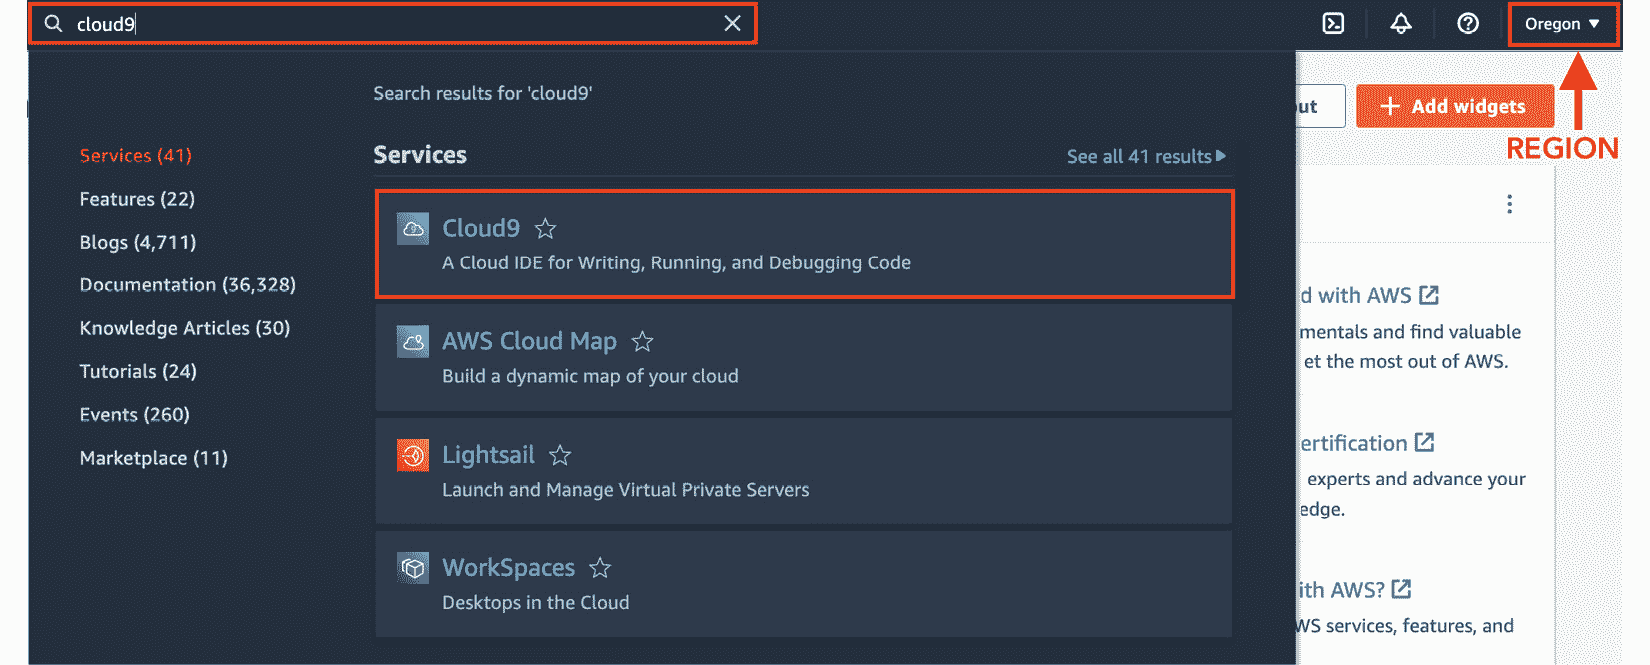 cloud9
Oregon
Search results for 'cloud9'
Services (41)
Features (22)
Blogs (4,711)
Documentation (36,328)
Knowledge Articles (30)
Tutorials (24)
Events (260)
Marketplace (11)
Services
See all 41 results
Cloud9
A Cloud IDE for Writing, Running, and Debugging Code
AWS Cloud Map
Build a dynamic map of your cloud
Lightsail
Launch and Manage Virtual Private Servers
WorkSpaces
Desktops in the Cloud
Add widgets
REGION
d with AWS
mentals and find valuable
et the most out of AWS.
ertification
experts and advance your
edge.
ith AWS?
WS services, features, and